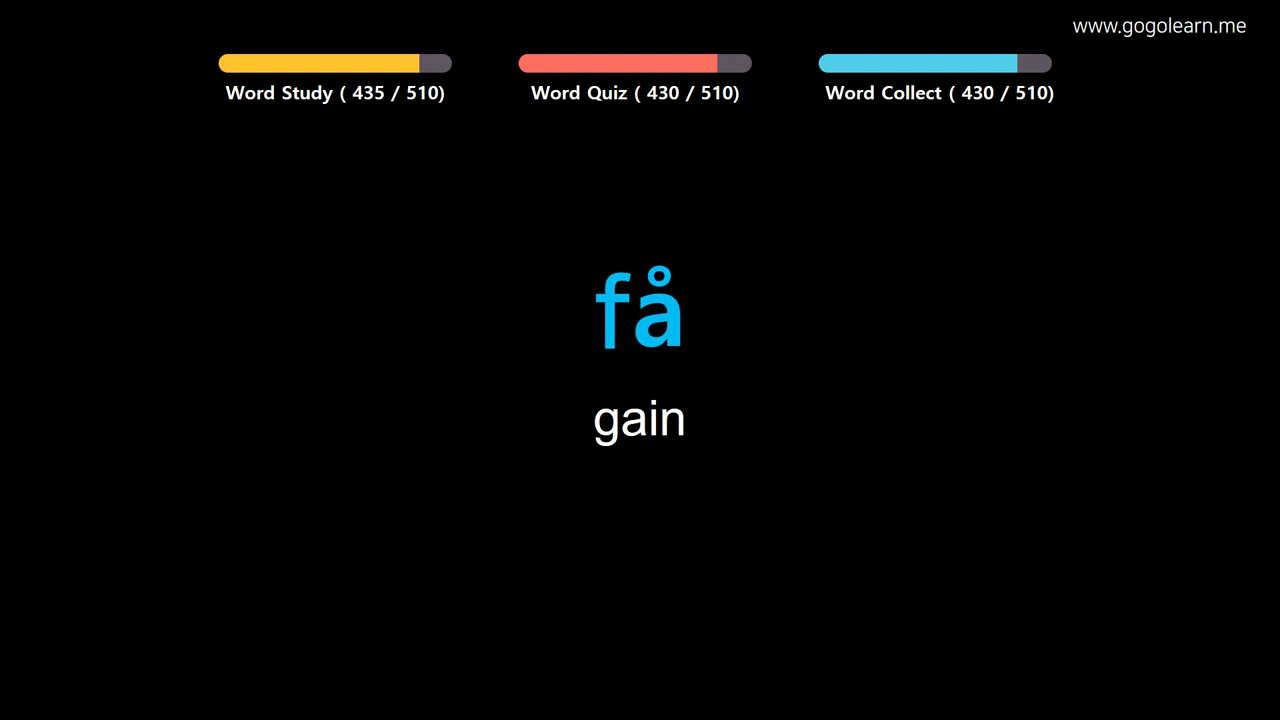 www.gogolearn.me
Word Study ( 435 / 510)
Word Quiz ( 430 / 510)
Word Collect ( 430 / 510)
få
gain